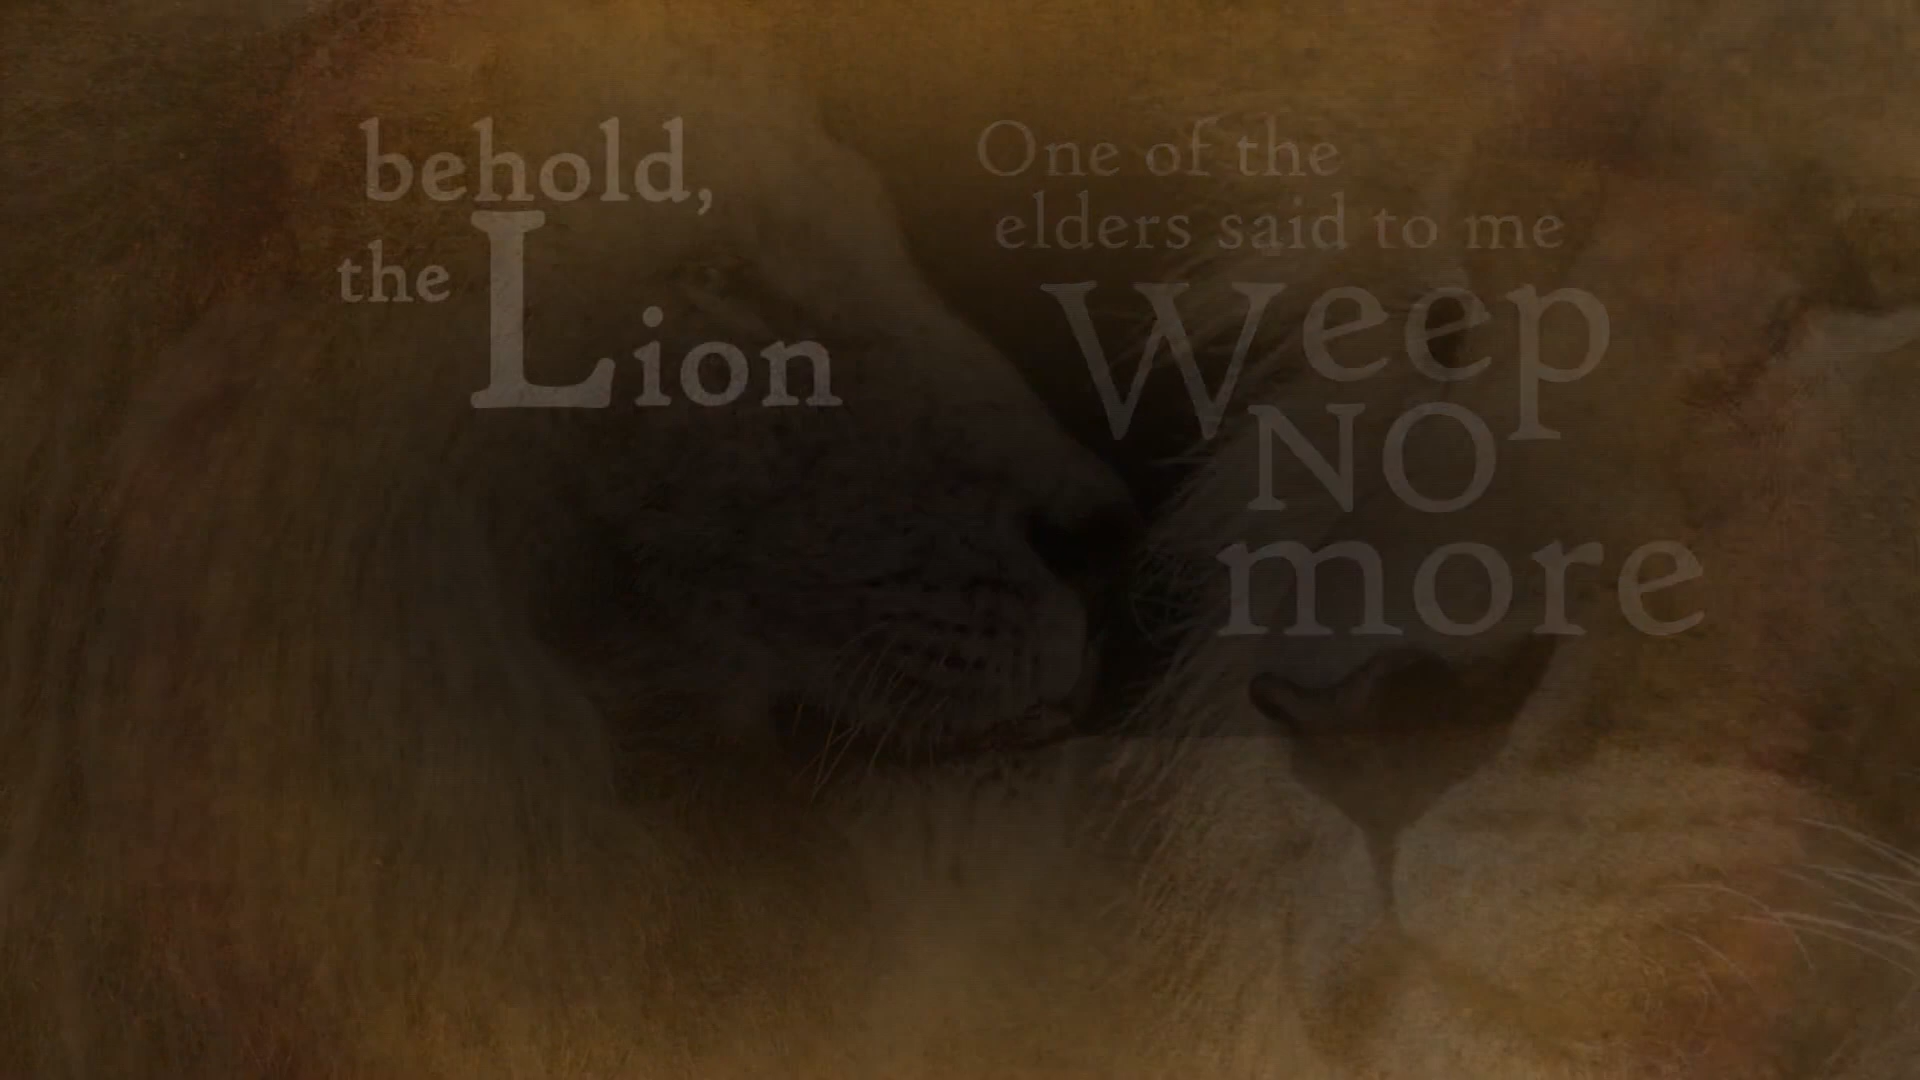 One of the
elders said to me
Weep
NO
more
behold,
the Lion